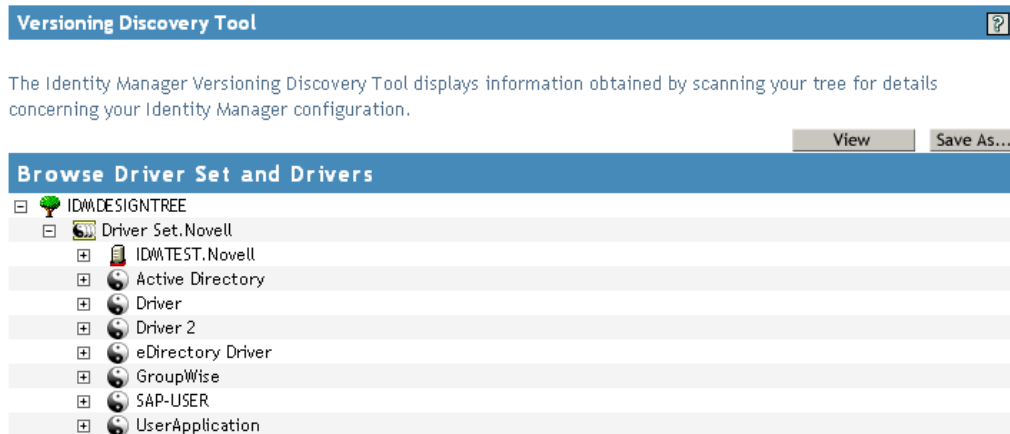 Versioning Discovery Tool
?
The Identity Manager Versioning Discovery Tool displays information obtained by scanning your tree for details
concerning your Identity Manager configuration.
View Save As...
Browse Driver Set and Drivers
IDMDESIGNTREE
Driver Set.Novell
IDMTEST.Novell
Active Directory
Driver
Driver 2
eDirectory Driver
GroupWise
SAP-USER
UserApplication